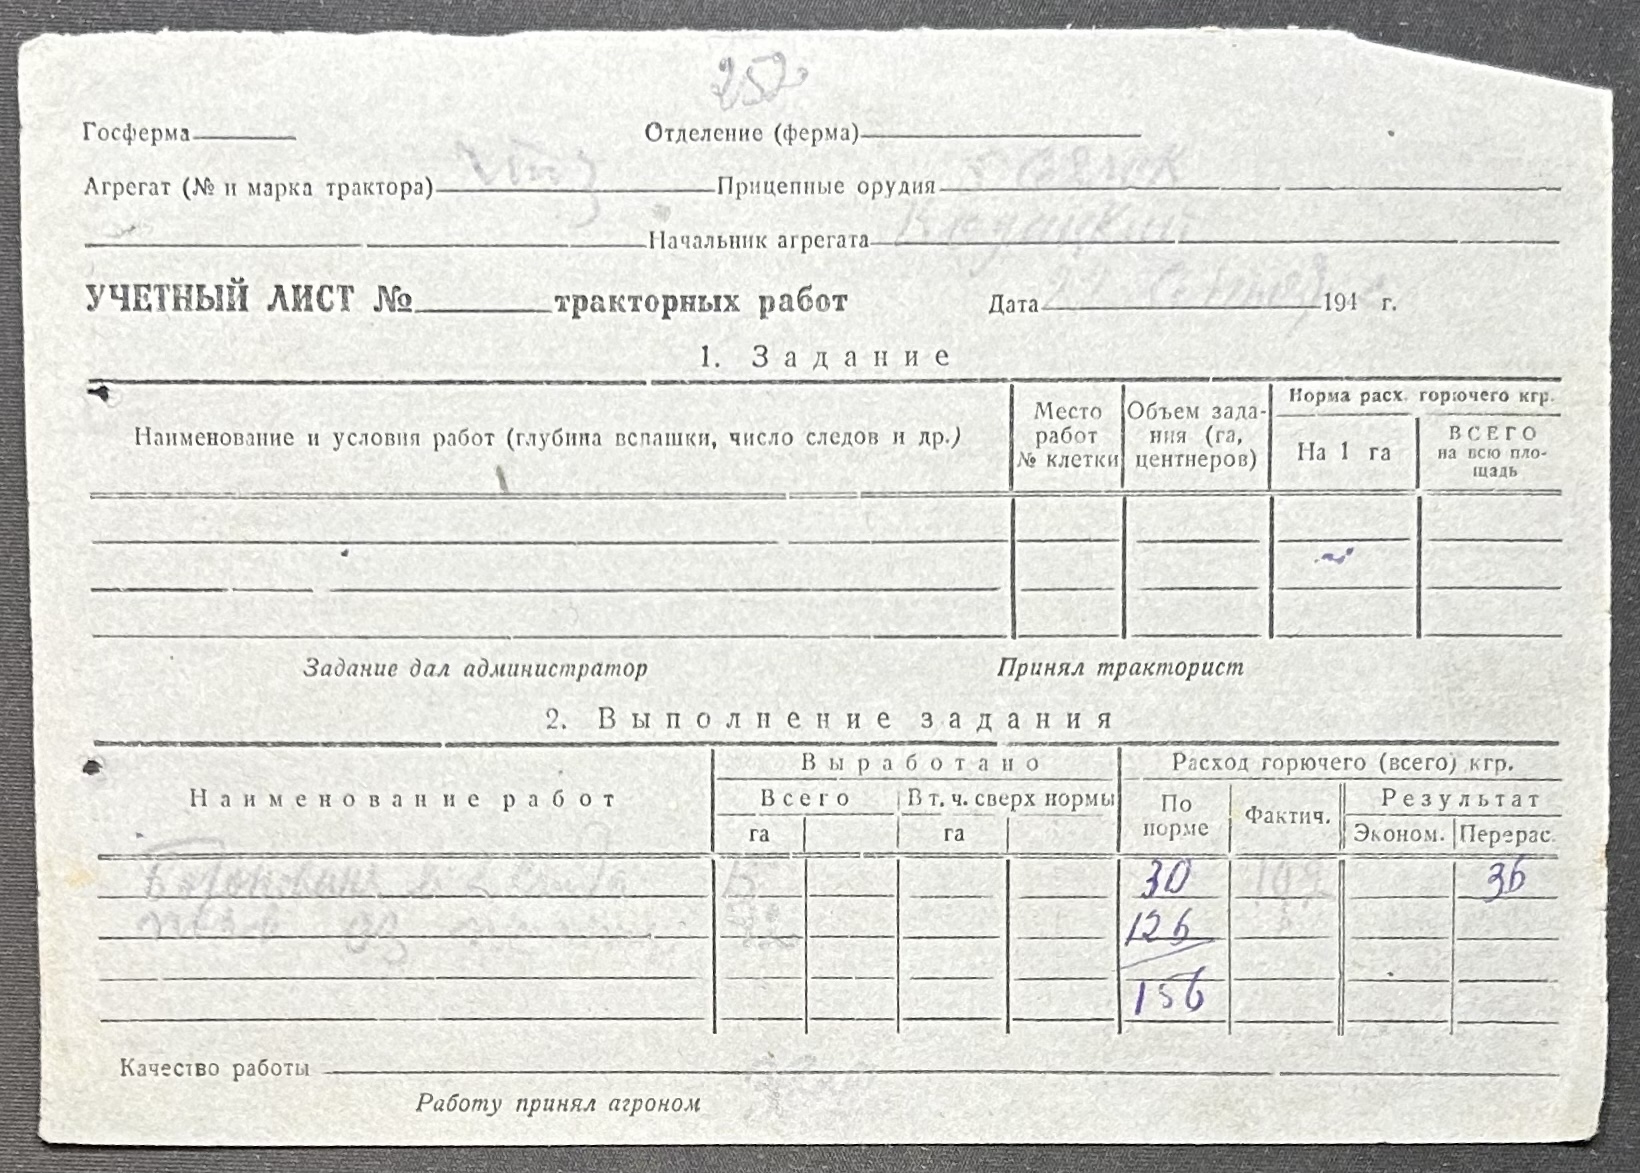 252
Госферма Отделение (ферма)
Агрегат (№ и марка трактора) Прицепные орудия
Начальник агрегата
УЧЕТНЫЙ ЛИСТ № тракторных работ Дата 194 г.
1. Задание
Наименование и условия работ (глубина вспашки, число следов и др.)
Место работ № клетки
Объем зада-
ния (га,
центнеров)
Норма расх. горючего кгр.
На 1 га
ВСЕГО
на всю пло-
щадь
Задание дал администратор Принял тракторист
2. Выполнение задания
Наименование работ
Выработано
Всего
В т. ч. сверх нормы
га
га
Расход горючего (всего) кгр.
По
норме
Фактич.
Результат
Эконом. Перерас.
30 36
126
156
Качество работы
Работу принял агроном